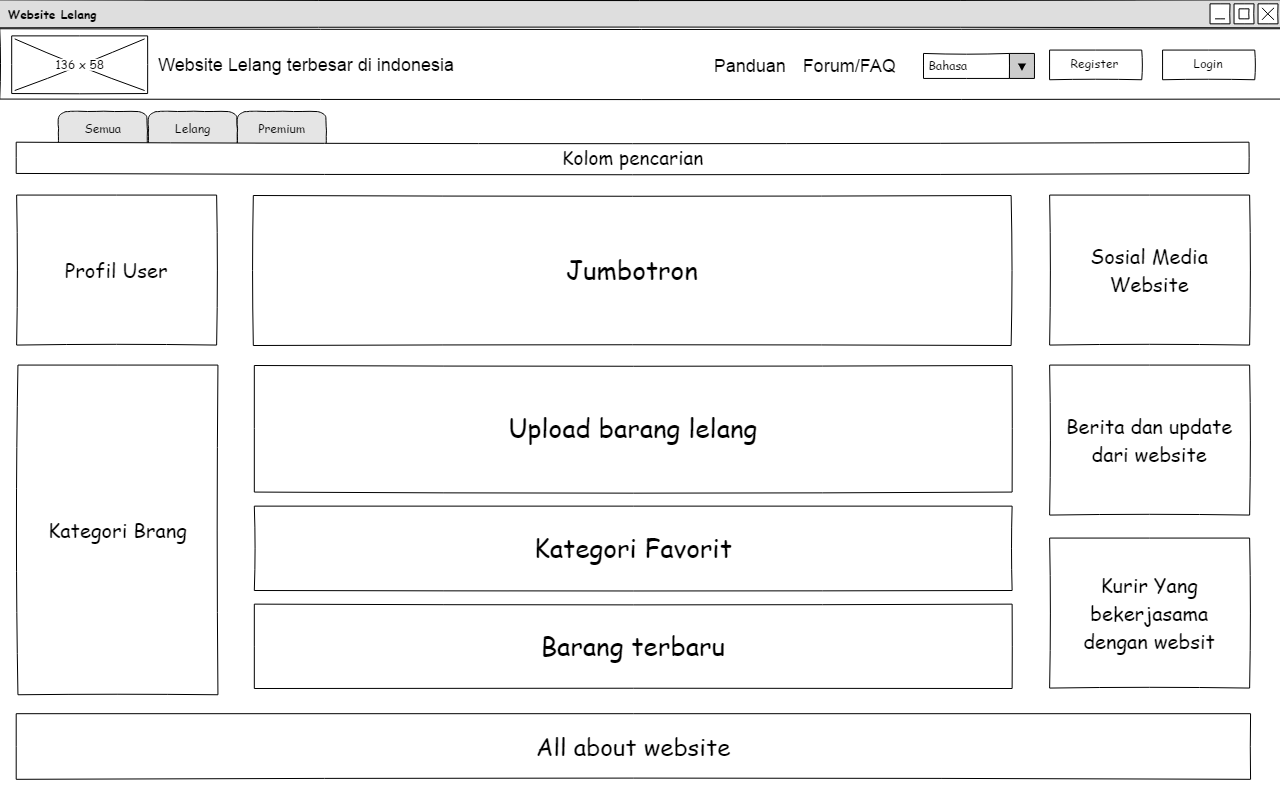 Website Lelang
136 x 58
Website Lelang terbesar di indonesia
Panduan
Forum/FAQ
Bahasa
Register
Login
Semua
Lelang
Premium
Kolom pencarian
Profil User
Jumbotron
Sosial Media
Website
Kategori Brang
Upload barang lelang
Berita dan update
dari website
Kategori Favorit
Barang terbaru
Kurir Yang
bekerjasama
dengan websit
All about website